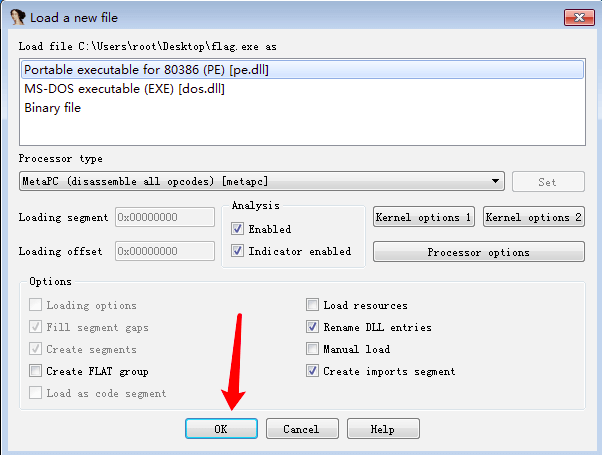 Load a new file
Load file C:\Users\root\Desktop\flag.exe as
Portable executable for 80386 (PE) [pe.dll]
MS-DOS executable (EXE) [dos.dll]
Binary file
Processor type
MetaPC (disassemble all opcodes) [metapc]
Set
Loading segment 0x00000000
Loading offset 0x00000000
Analysis
Enabled
Indicator enabled
Kernel options 1
Kernel options 2
Processor options
Options
Loading options
Fill segment gaps
Create segments
Create FLAT group
Load as code segment
Load resources
Rename DLL entries
Manual load
Create imports segment
OK
Cancel
Help